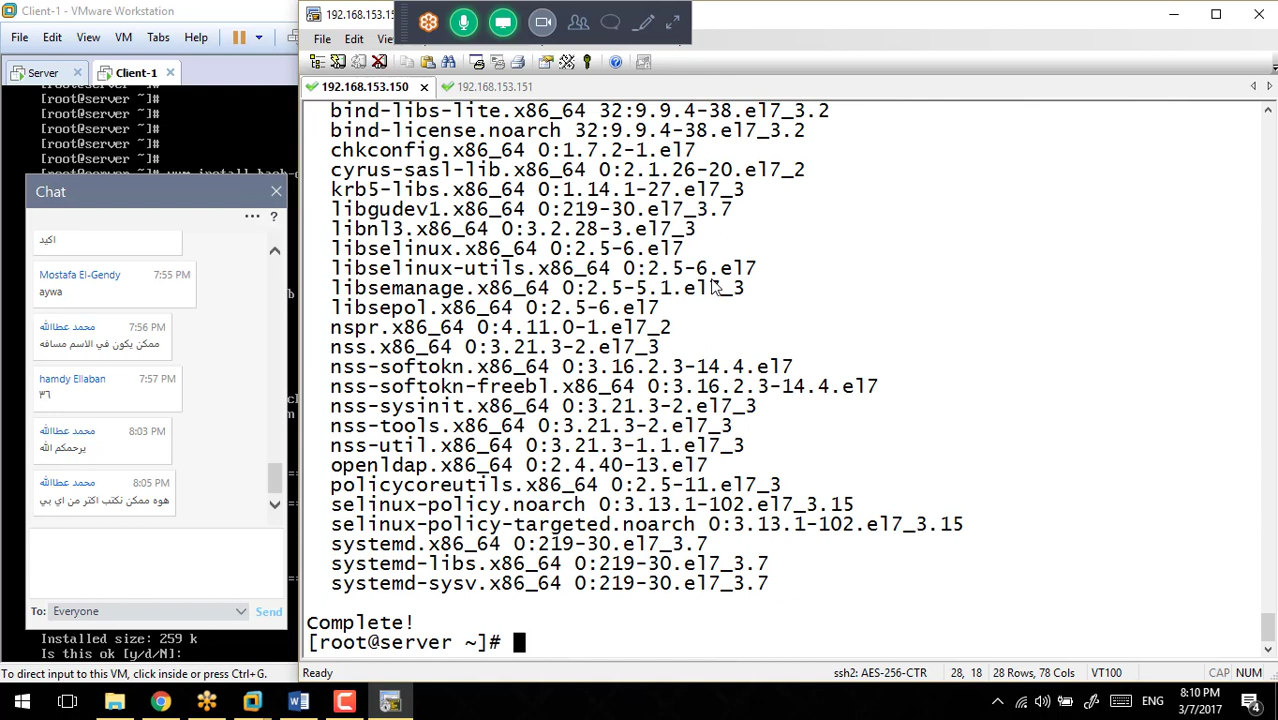 Client-1 - VMware Workstation
File Edit View VM Tabs Help
Server
Client-1
[root@server ~]#
[root@server ~]#
[root@server ~]#
[root@server ~]#
Chat
اكيد
Mostafa El-Gendy 7:55 PM
aywa
محمد عطاالله 7:56 PM
ممكن يكون في الاسم مسافه
hamdy Ellaban 7:57 PM
٣٦
محمد عطاالله 8:03 PM
يرحمكم الله
محمد عطاالله 8:05 PM
هوه ممكن نكتب اكتر من اي بي
To: Everyone Send
Installed size: 259 k
Is this ok [y/d/N]:
To direct input to this VM, click inside or press Ctrl+G.
192.168.153.15
File Edit
192.168.153.150
192.168.153.151
bind-libs-lite.x86_64 32:9.9.4-38.el7_3.2
bind-license.noarch 32:9.9.4-38.el7_3.2
chkconfig.x86_64 0:1.7.2-1.el7
cyrus-sasl-lib.x86_64 0:2.1.26-20.el7_2
krb5-libs.x86_64 0:1.14.1-27.el7_3
libgudev1.x86_64 0:219-30.el7_3.7
libnl3.x86_64 0:3.2.28-3.el7_3
libselinux.x86_64 0:2.5-6.el7
libselinux-utils.x86_64 0:2.5-6.el7
libsemanage.x86_64 0:2.5-5.1.el7_3
libsepol.x86_64 0:2.5-6.el7
nspr.x86_64 0:4.11.0-1.el7_2
nss.x86_64 0:3.21.3-2.el7_3
nss-softokn.x86_64 0:3.16.2.3-14.4.el7
nss-softokn-freebl.x86_64 0:3.16.2.3-14.4.el7
nss-sysinit.x86_64 0:3.21.3-2.el7_3
nss-tools.x86_64 0:3.21.3-2.el7_3
nss-util.x86_64 0:3.21.3-1.1.el7_3
openldap.x86_64 0:2.4.40-13.el7
policycoreutils.x86_64 0:2.5-11.el7_3
selinux-policy.noarch 0:3.13.1-102.el7_3.15
selinux-policy-targeted.noarch 0:3.13.1-102.el7_3.15
systemd.x86_64 0:219-30.el7_3.7
systemd-libs.x86_64 0:219-30.el7_3.7
systemd-sysv.x86_64 0:219-30.el7_3.7
Complete!
[root@server ~]#
Ready ssh2: AES-256-CTR 28, 18 28 Rows, 78 Cols VT100 CAP NUM
ENG
8:10 PM
3/7/2017
4